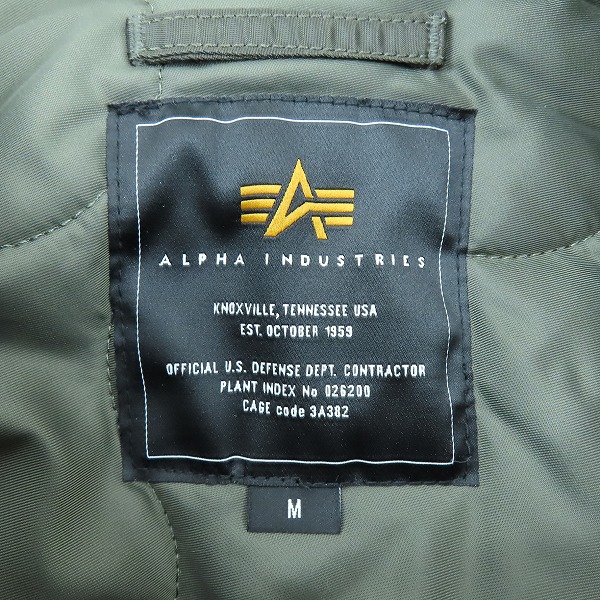 ALPHA INDUSTRIES
KNOXVILLE, TENNESSEE USA
EST. OCTOBER 1959
OFFICIAL U.S. DEFENSE DEPT. CONTRACTOR
PLANT INDEX No 026200
CAGE code 3A382
M